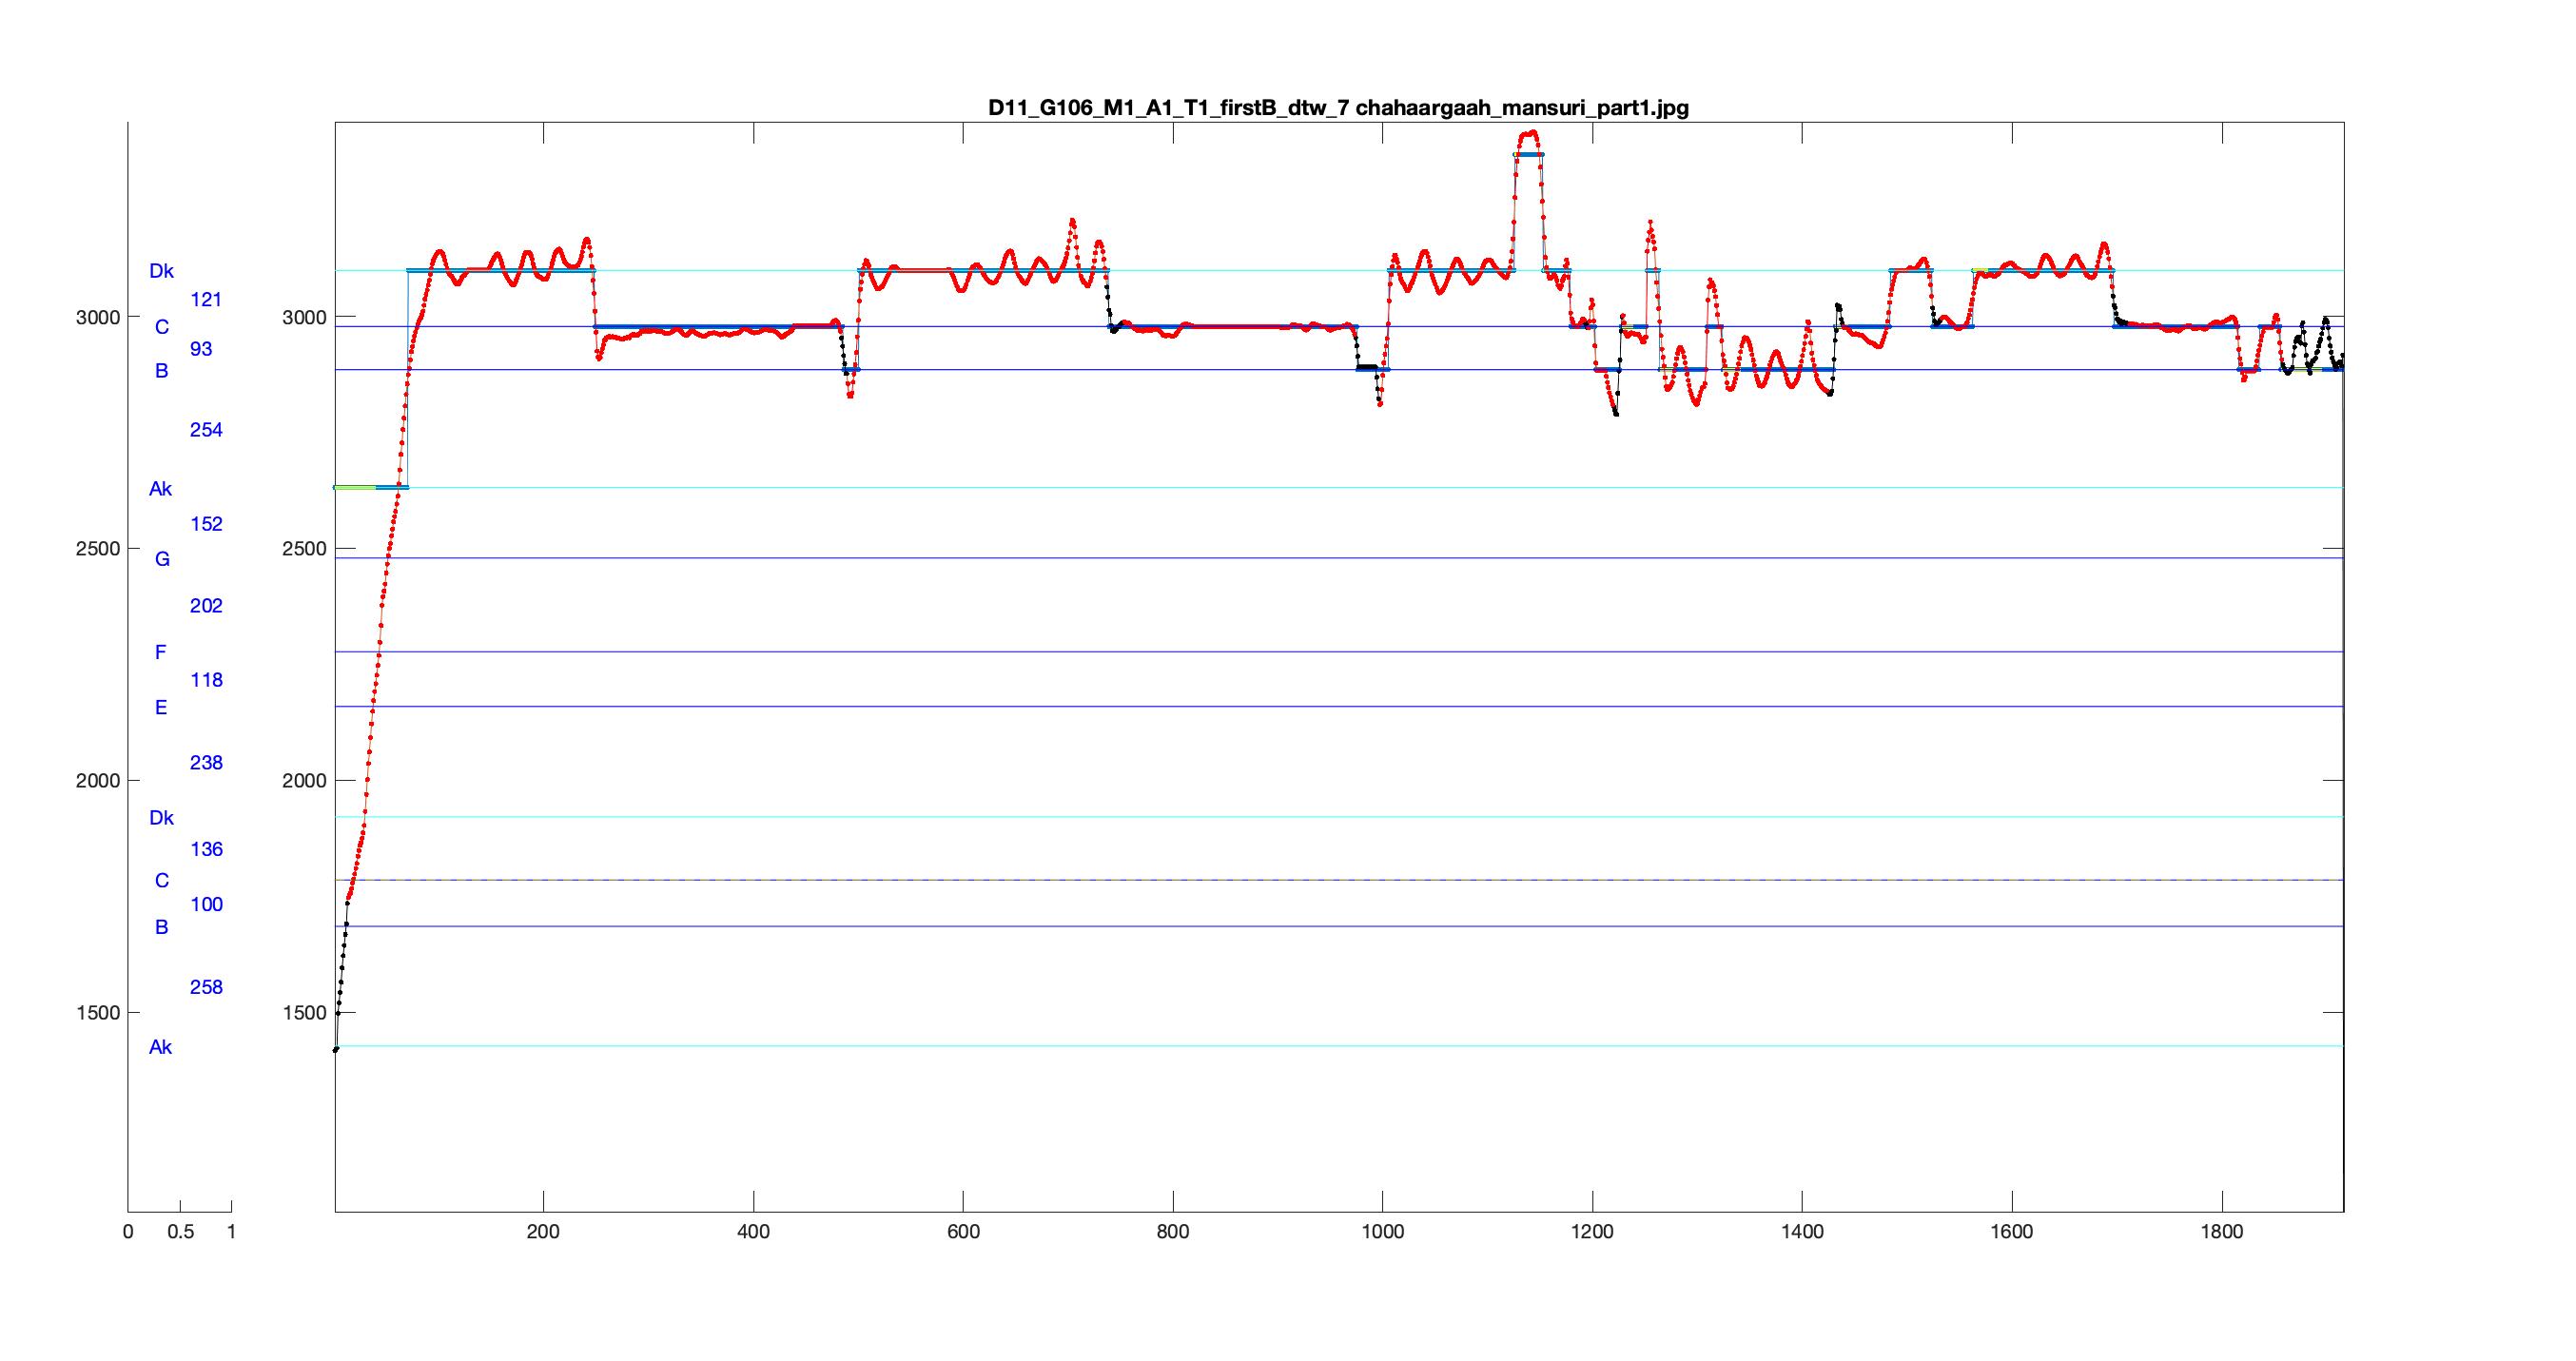 D11_G106_M1_A1_T1_firstB_dtw_7 chahaargaah_mansuri_part1.jpg
Dk
121
3000 C 3000
93
B
254
Ak
152
2500 2500
G
202
F
118
E
238
2000 2000
Dk
136
C
100
B
258
1500 1500
Ak
0 0.5 1 200 400 600 800 1000 1200 1400 1600 1800